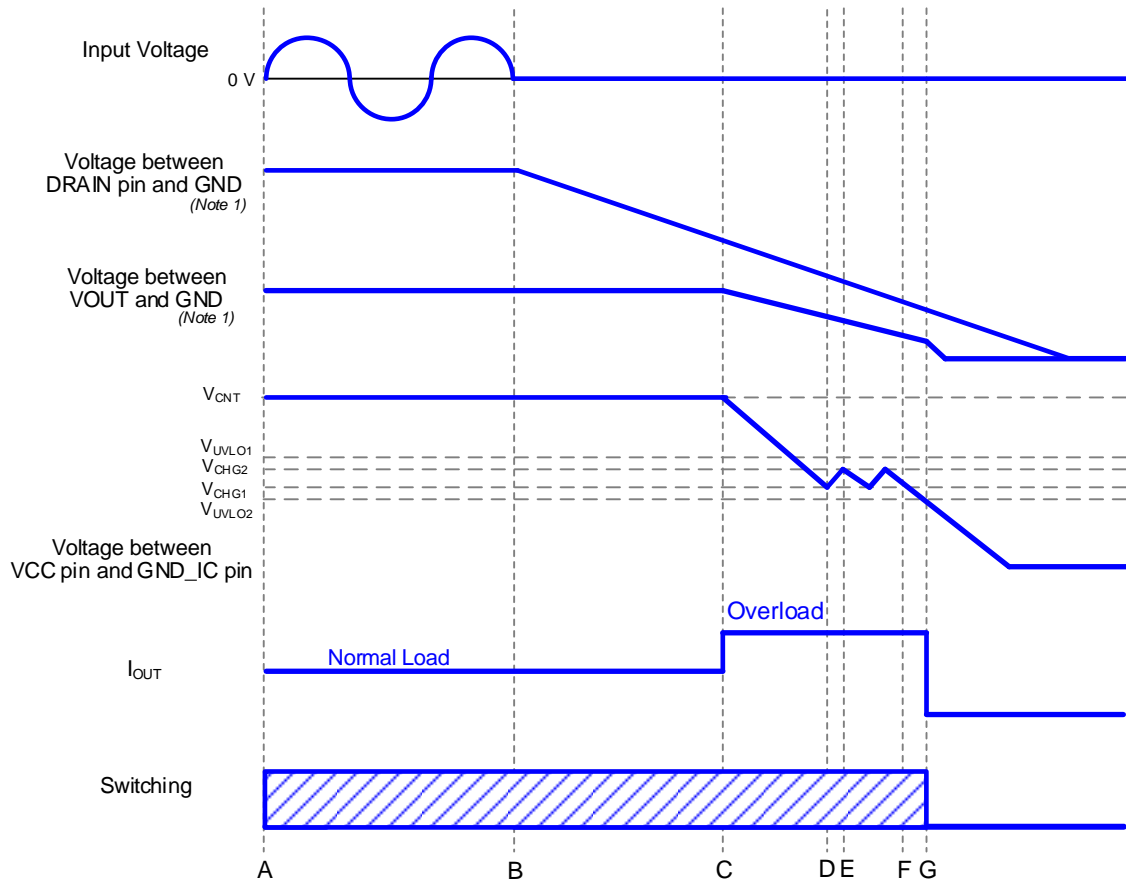 Input Voltage
0 V
Voltage between
DRAIN pin and GND
(Note 1)
Voltage between
VOUT and GND
(Note 1)
VCNT
VUVLO1
VCHG2
VCHG1
VUVLO2
Voltage between
VCC pin and GND_IC pin
Overload
Normal Load
IOUT
Switching
A B C D E F G